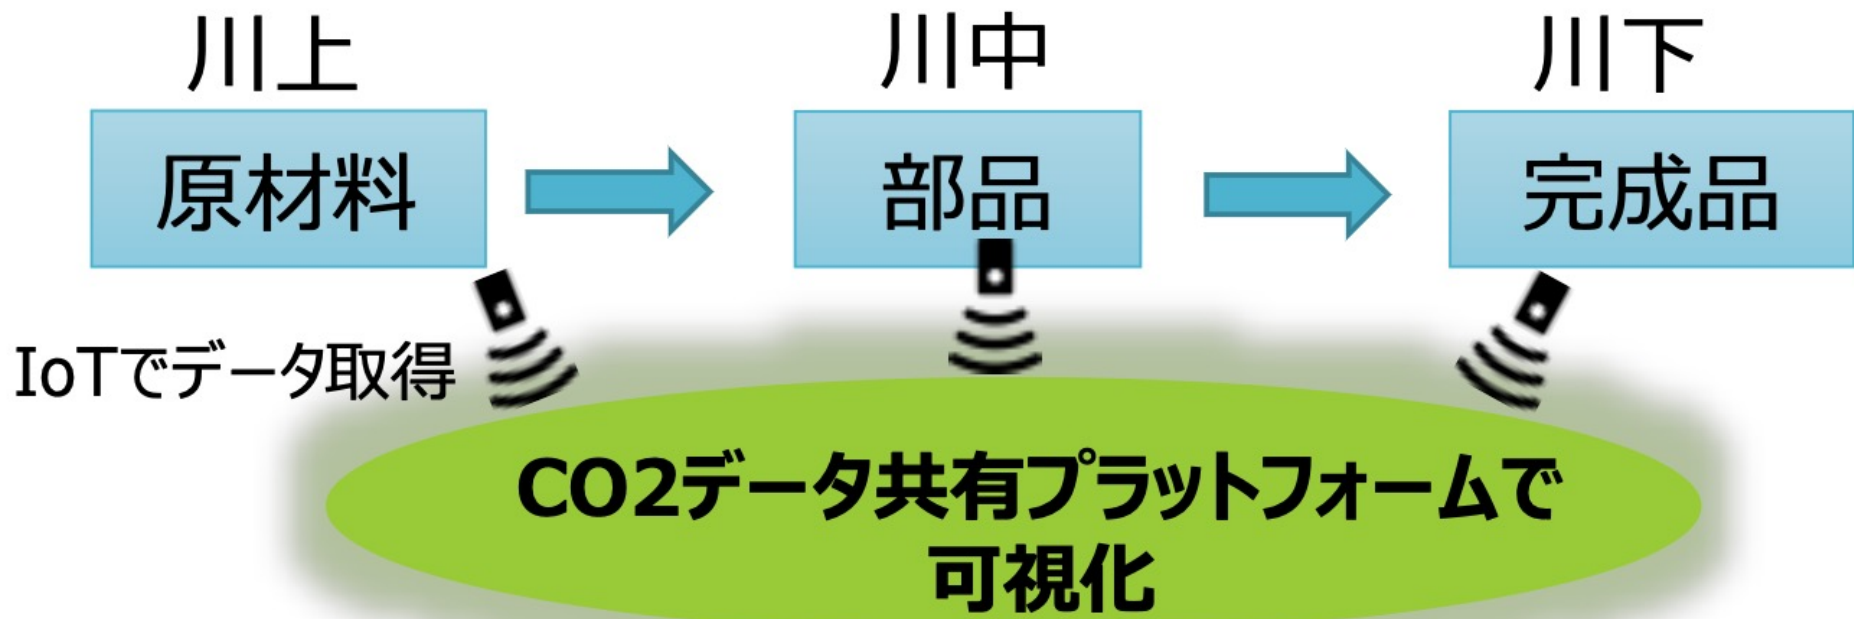 川上
川中
川下
原材料
部品
完成品
IoTでデータ取得
CO2データ共有プラットフォームで
可視化